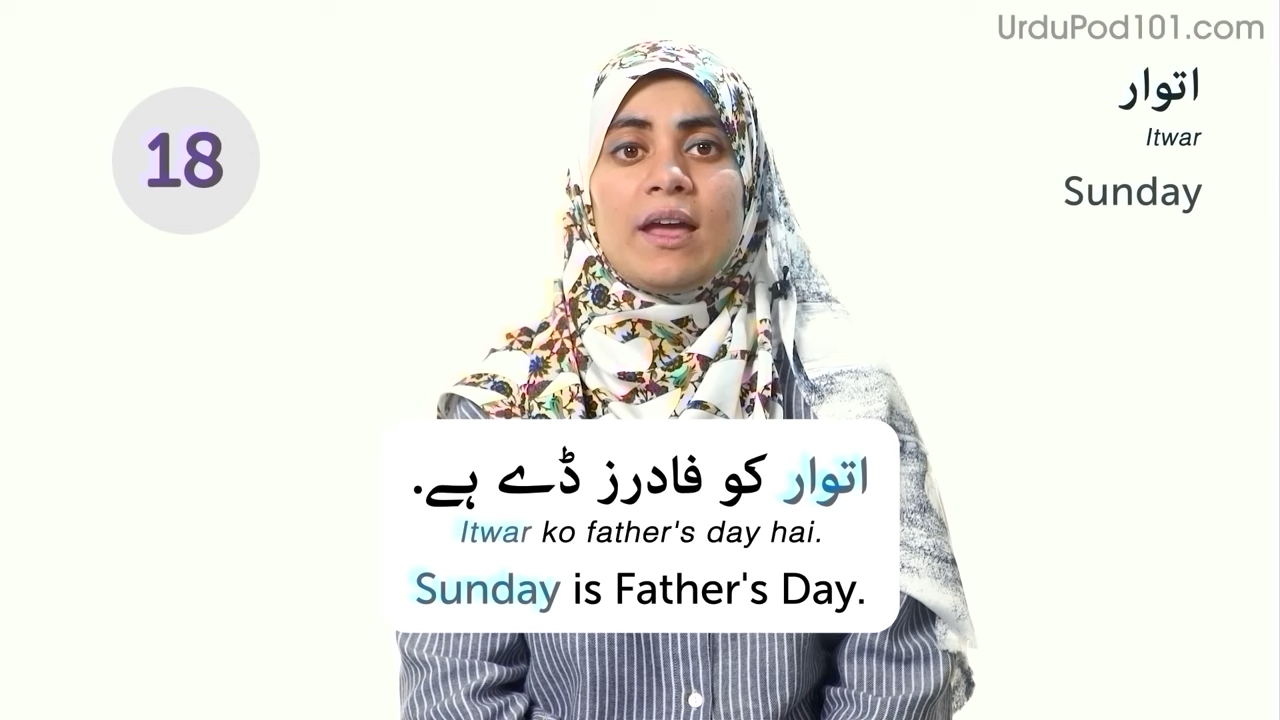 UrduPod101.com
18
اتوار
Itwar
Sunday
اتوار کو فادرز ڈے ہے.
Itwar ko father's day hai.
Sunday is Father's Day.